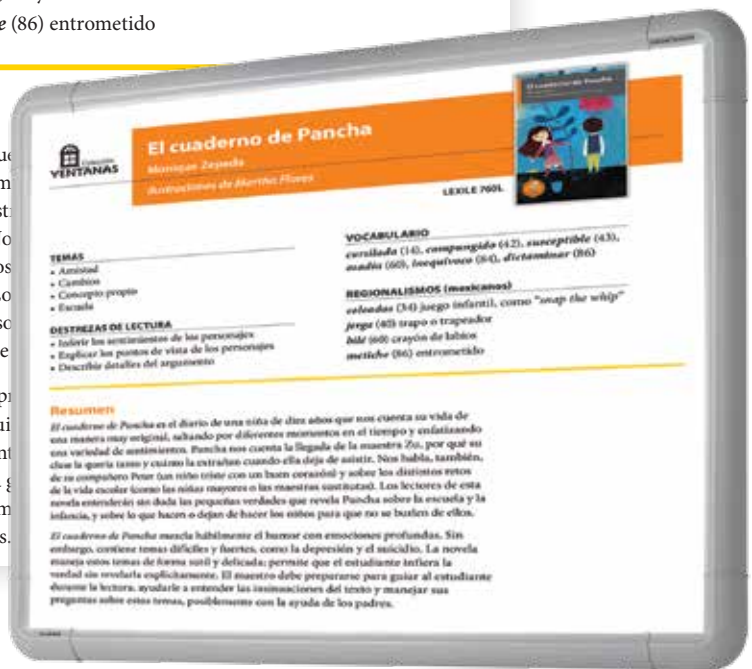 (86) entrometido
Colección
VENTANAS
El cuaderno de Pancha
Monique Zepeda
Ilustraciones de Martha Flores
El cuaderno de Pancha
LEXILE 760L
TEMAS
• Amistad
• Cambios
• Concepto propio
• Escuela
DESTREZAS DE LECTURA
• Inferir los sentimientos de los personajes
• Explicar los puntos de vista de los personajes
• Describir detalles del argumento
VOCABULARIO
cursilada (14), compungido (42), susceptible (43),
osadía (60), inequívoco (84), dictaminar (86)
REGIONALISMOS (mexicanos)
coleadas (34) juego infantil, como "snap the whip"
jerga (40) trapo o trapeador
bilé (60) crayón de labios
metiche (86) entrometido
Resumen
El cuaderno de Pancha es el diario de una niña de diez años que nos cuenta su vida de
una manera muy original, saltando por diferentes momentos en el tiempo y enfatizando
una variedad de sentimientos. Pancha nos cuenta la llegada de la maestra Zu, por qué su
clase la quería tanto y cuánto la extrañan cuando ella deja de asistir. Nos habla, también,
de su compañero Peter (un niño triste con un buen corazón) y sobre los distintos retos
de la vida escolar (como las niñas mayores o las maestras sustitutas). Los lectores de esta
novela entenderán sin duda las pequeñas verdades que revela Pancha sobre la escuela y la
infancia, y sobre lo que hacen o dejan de hacer los niños para que no se burlen de ellos.
El cuaderno de Pancha mezcla hábilmente el humor con emociones profundas. Sin
embargo, contiene temas difíciles y fuertes, como la depresión y el suicidio. La novela
maneja estos temas de forma sutil y delicada; permite que el estudiante infiera la
verdad sin revelarla explícitamente. El maestro debe prepararse para guiar al estudiante
durante la lectura, ayudarle a entender las insinuaciones del texto y manejar sus
preguntas sobre estos temas, posiblemente con la ayuda de los padres.